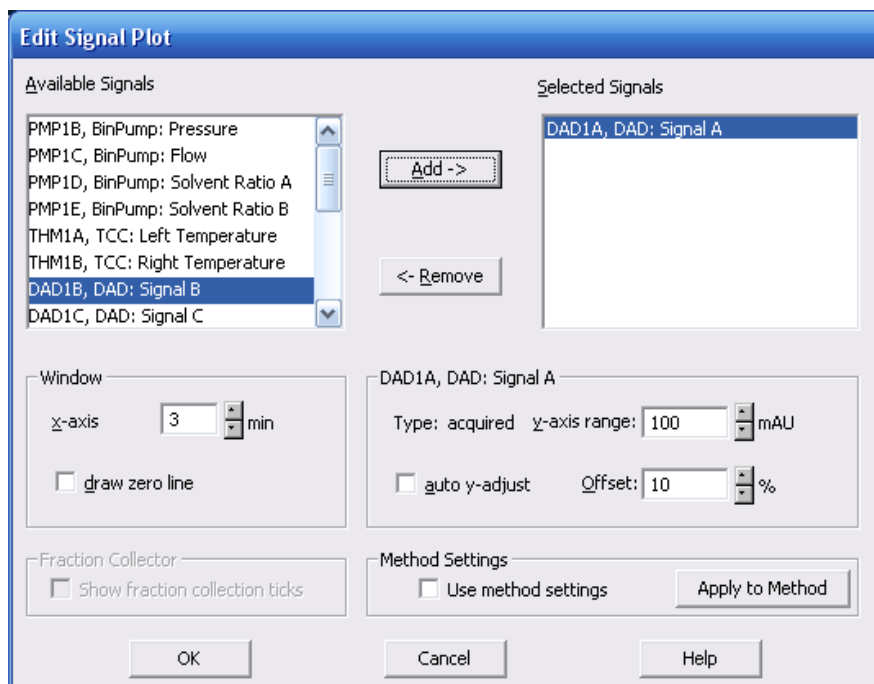 Edit Signal Plot
Available Signals
Selected Signals
PMP1B, BinPump: Pressure
PMP1C, BinPump: Flow
PMP1D, BinPump: Solvent Ratio A
PMP1E, BinPump: Solvent Ratio B
THM1A, TCC: Left Temperature
THM1B, TCC: Right Temperature
DAD1B, DAD: Signal B
DAD1C, DAD: Signal C
Add ->
<- Remove
DAD1A, DAD: Signal A
Window
x-axis 3 min
draw zero line
DAD1A, DAD: Signal A
Type: acquired y-axis range: 100 mAU
auto y-adjust Offset: 10 %
Fraction Collector
Show fraction collection ticks
Method Settings
Use method settings Apply to Method
OK Cancel Help